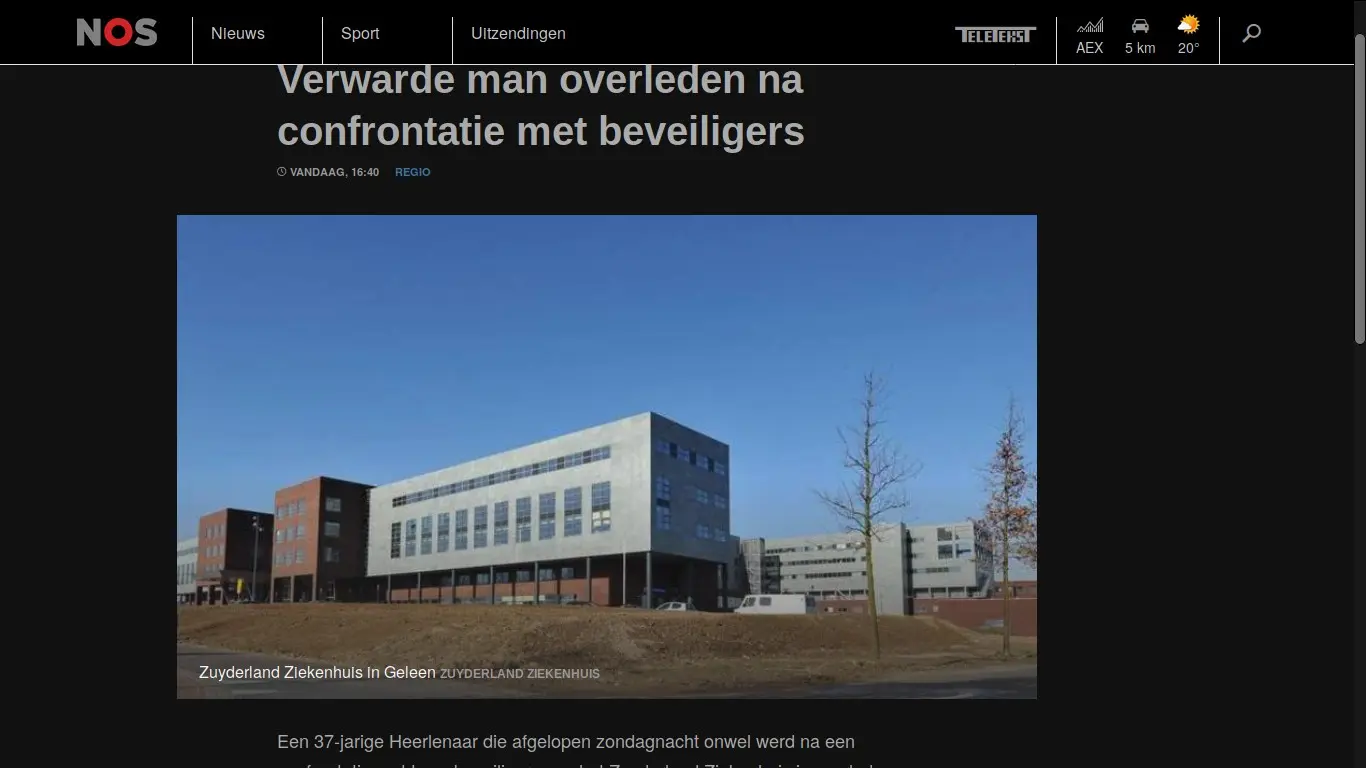 NOS
Nieuws
Sport
Uitzendingen
TELETEKST
AEX
5 km
20°
Verwarde man overleden na
confrontatie met beveiligers
VANDAAG, 16:40 REGIO
Zuyderland Ziekenhuis in Geleen ZUYDERLAND ZIEKENHUIS
Een 37-jarige Heerlenaar die afgelopen zondagnacht onwel werd na een